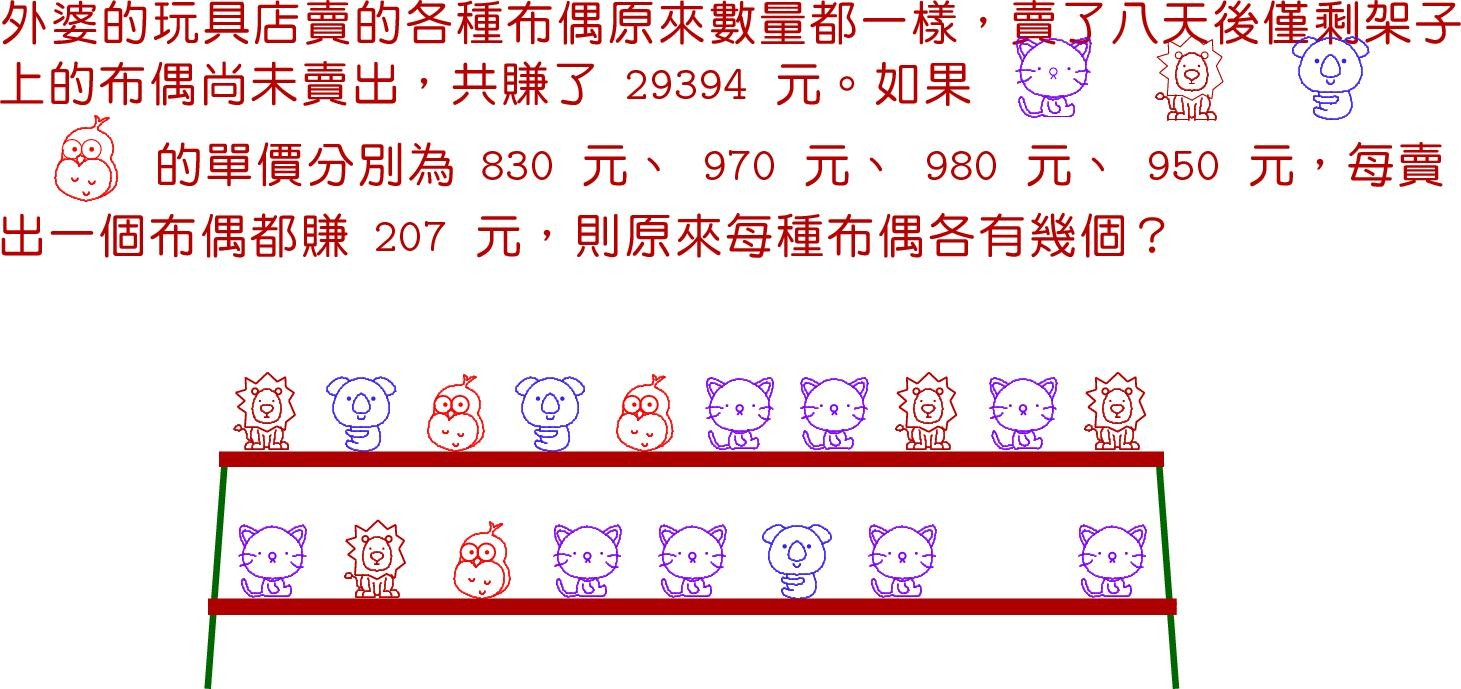 外婆的玩具店賣的各種布偶原來數量都一樣，賣了八天後僅剩架子
上的布偶尚未賣出，共賺了 29394 元。如果
的單價分別為 830 元、 970 元、 980 元、 950 元，每賣
出一個布偶都賺 207 元，則原來每種布偶各有幾個？